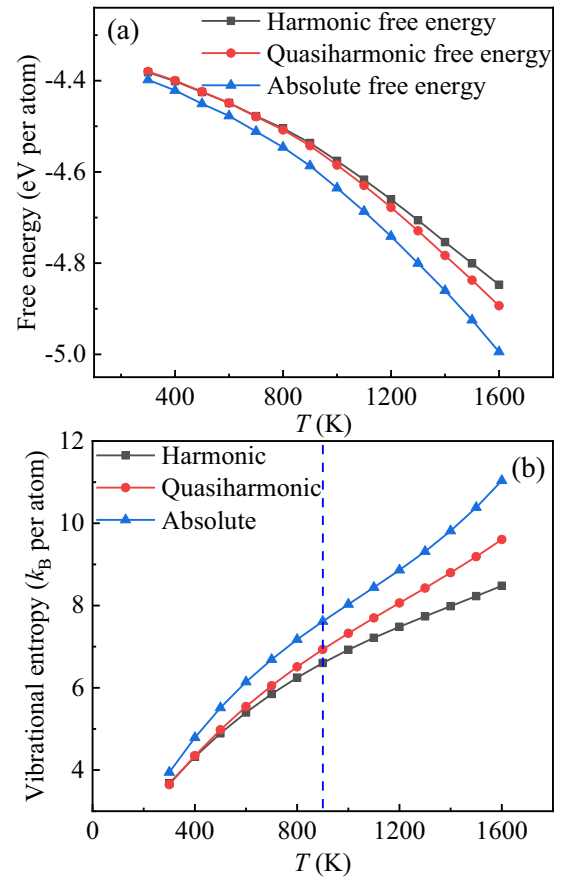 (a)
Harmonic free energy
Quasiharmonic free energy
Absolute free energy
Free energy (eV per atom)
-4.4
-4.6
-4.8
-5.0
400 800 1200 1600
T (K)
(b)
Harmonic
Quasiharmonic
Absolute
Vibrational entropy (k_B per atom)
12
10
8
6
4
0 400 800 1200 1600
T (K)